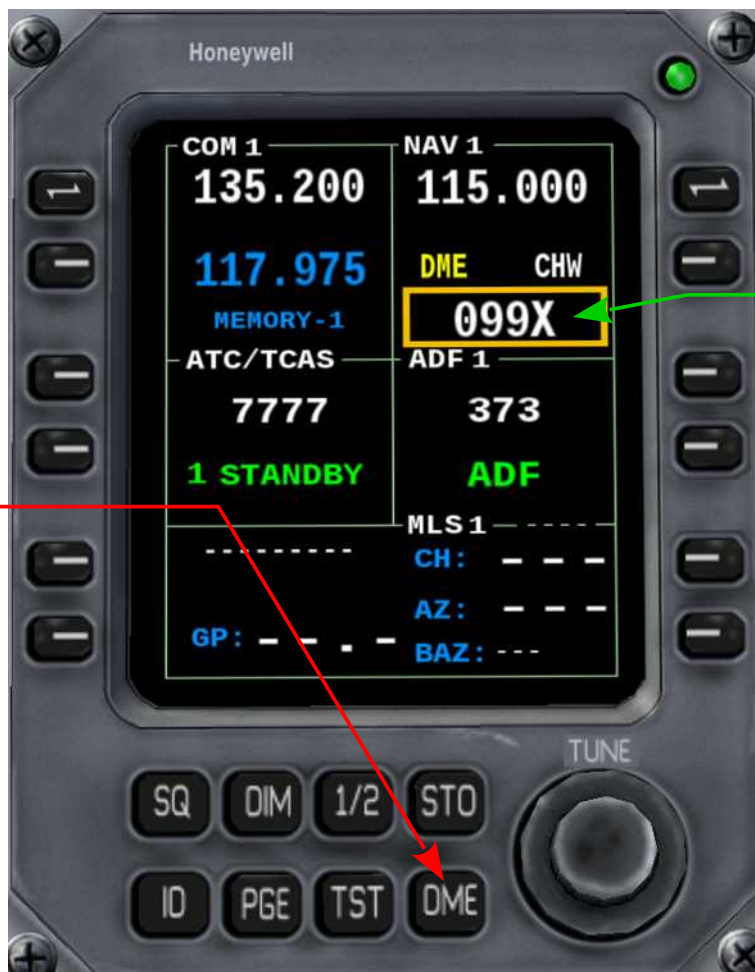 Honeywell
COM 1 NAV 1
135.200 115.000
117.975 DME CHW
MEMORY-1 099X
ATC/TCAS ADF 1
7777 373
1 STANDBY ADF
MLS 1 -----
--------- CH: – – –
AZ: – – –
GP: – – . – BAZ: ---
TUNE
SQ DIM 1/2 STO
ID PGE TST DME